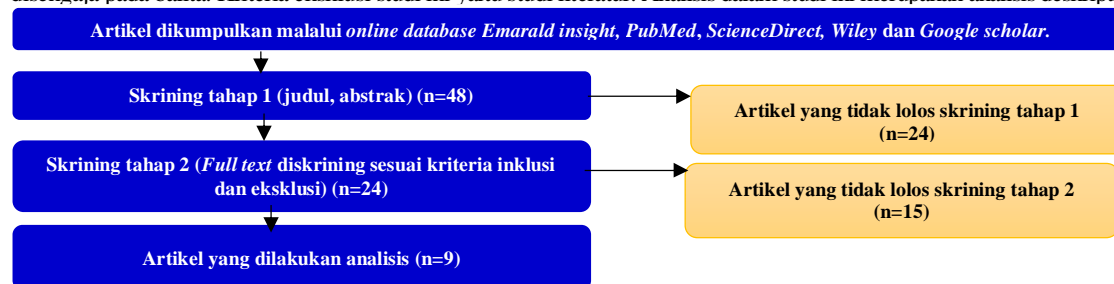 Artikel dikumpulkan malalui online database Emarald insight, PubMed, ScienceDirect, Wiley dan Google scholar.
Skrining tahap 1 (judul, abstrak) (n=48)
Artikel yang tidak lolos skrining tahap 1
(n=24)
Skrining tahap 2 (Full text diskrining sesuai kriteria inklusi
dan eksklusi) (n=24)
Artikel yang tidak lolos skrining tahap 2
(n=15)
Artikel yang dilakukan analisis (n=9)